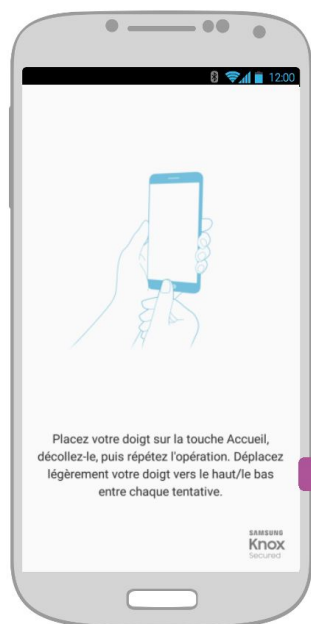 12:00
Placez votre doigt sur la touche Accueil,
décollez-le, puis répétez l'opération. Déplacez
légèrement votre doigt vers le haut/le bas
entre chaque tentative.
SAMSUNG
Knox
Secured